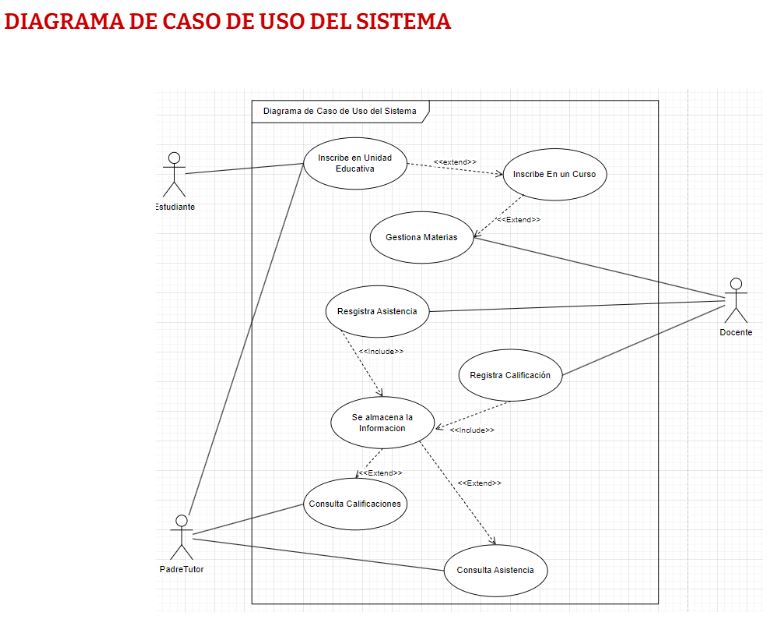 DIAGRAMA DE CASO DE USO DEL SISTEMA
Diagrama de Caso de Uso del Sistema
Inscribe en Unidad
Educativa
<<extend>>
Inscribe En un Curso
Estudiante
<<Extend>>
Gestiona Materias
Resgistra Asistencia
Docente
<<Include>>
Registra Calificación
Se almacena la
Informacion
<<Include>>
<<Extend>>
<<Extend>>
Consulta Calificaciones
PadreTutor
Consulta Asistencia